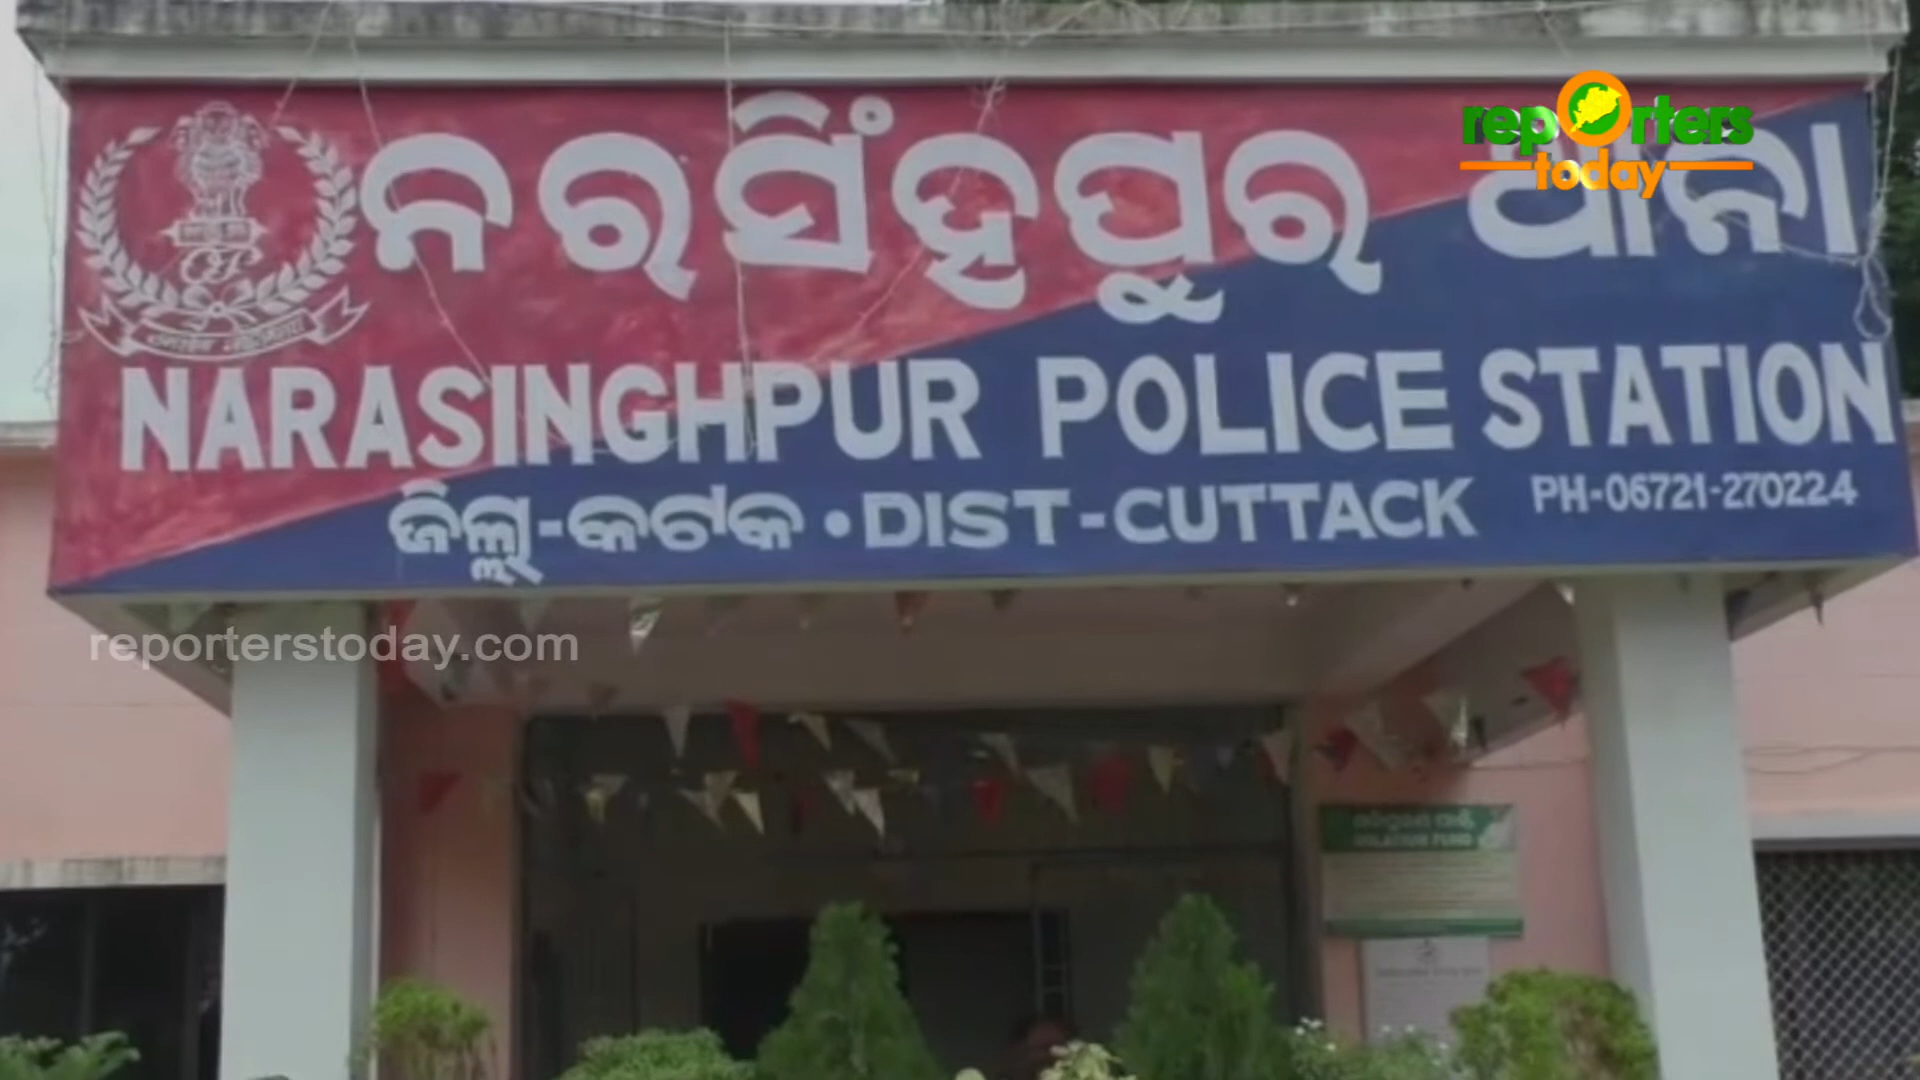 ନରସିଂହପୁର ଥାନା
reporters today
NARASINGHPUR POLICE STATION
ଜିଲ୍ଲା-କଟକ • DIST-CUTTACK PH-06721-270224
reporterstoday.com